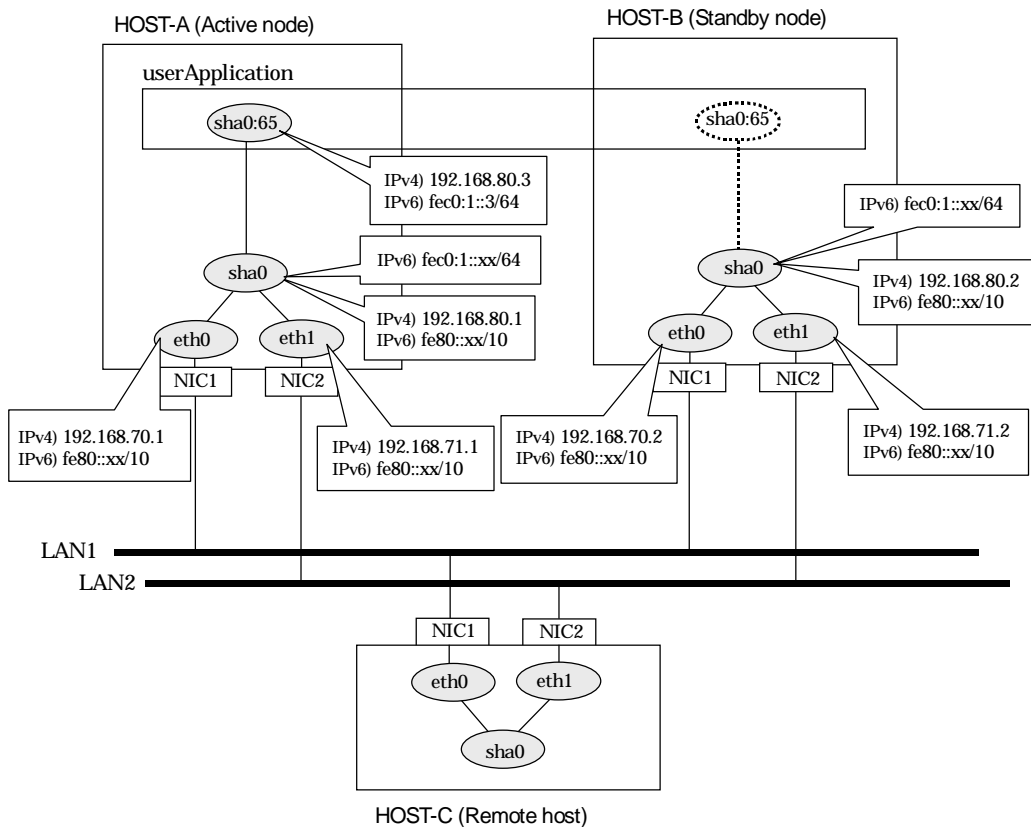 HOST-A (Active node)
HOST-B (Standby node)
userApplication
sha0:65
sha0:65
IPv4) 192.168.80.3
IPv6) fec0:1::3/64
IPv6) fec0:1::xx/64
sha0
IPv6) fec0:1::xx/64
sha0
IPv4) 192.168.80.2
IPv6) fe80::xx/10
IPv4) 192.168.80.1
IPv6) fe80::xx/10
eth0
eth1
eth0
eth1
NIC1
NIC2
NIC1
NIC2
IPv4) 192.168.70.1
IPv6) fe80::xx/10
IPv4) 192.168.71.1
IPv6) fe80::xx/10
IPv4) 192.168.70.2
IPv6) fe80::xx/10
IPv4) 192.168.71.2
IPv6) fe80::xx/10
LAN1
LAN2
NIC1
NIC2
eth0
eth1
sha0
HOST-C (Remote host)